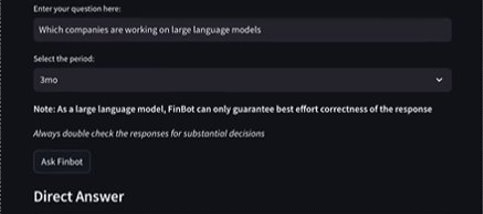 Enter your question here:
Which companies are working on large language models
Select the period:
3mo
Note: As a large language model, FinBot can only guarantee best effort correctness of the response
Always double check the responses for substantial decisions
Ask Finbot
Direct Answer